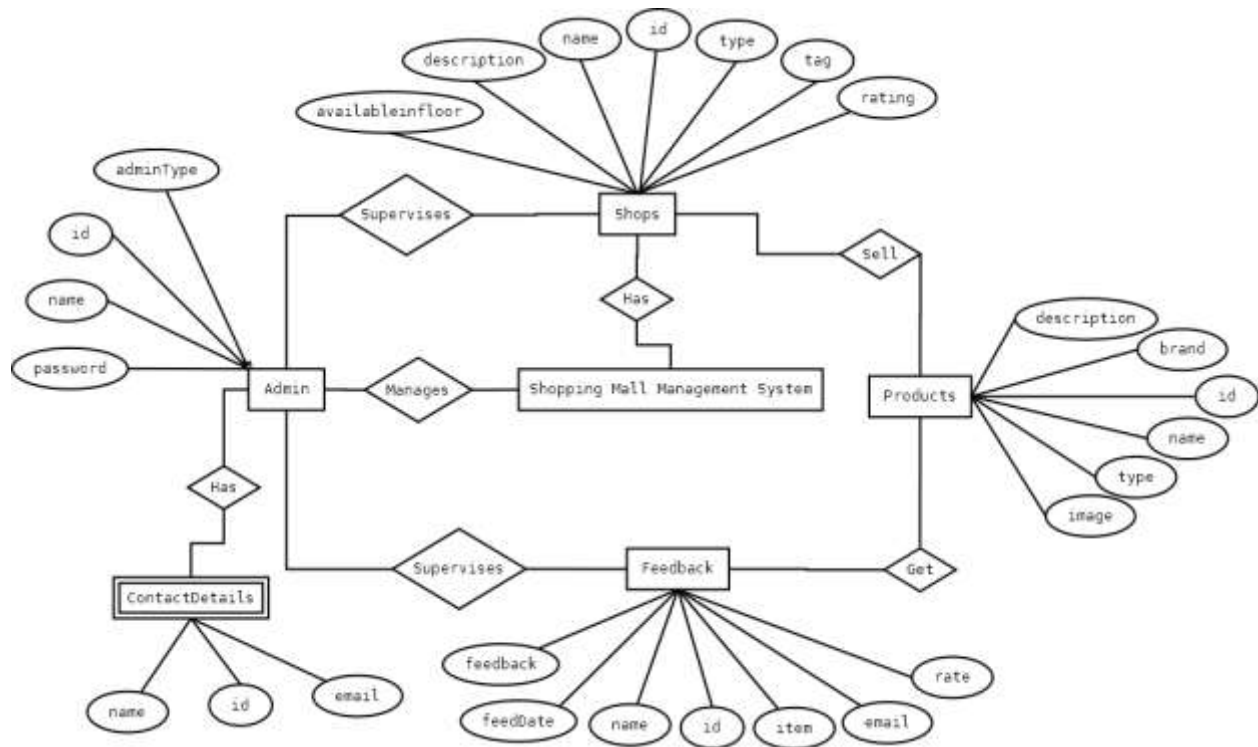 name
id
type
description
tag
availableinfloor
rating
adminType
Supervises
Shops
id
Sell
name
Has
description
brand
password
Admin
Manages
Shopping Mall Management System
Products
id
name
type
Has
image
Supervises
Feedback
Get
ContactDetails
feedback
rate
name
id
email
feedDate
name
id
item
email